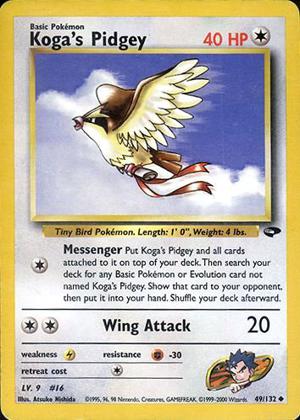 Basic Pokémon
Koga's Pidgey
40 HP
Tiny Bird Pokémon. Length: 1' 0", Weight: 4 lbs.
Messenger Put Koga's Pidgey and all cards
attached to it on top of your deck. Then search your
deck for any Basic Pokémon or Evolution card not
named Koga's Pidgey. Show that card to your opponent,
then put it into your hand. Shuffle your deck afterward.
Wing Attack 20
weakness resistance -30
retreat cost
LV. 9 #16
Illus. Atsuko Nishida ©1995, 96, 98 Nintendo, Creatures, GAMEFREAK. ©1999-2000 Wizards. 49/132